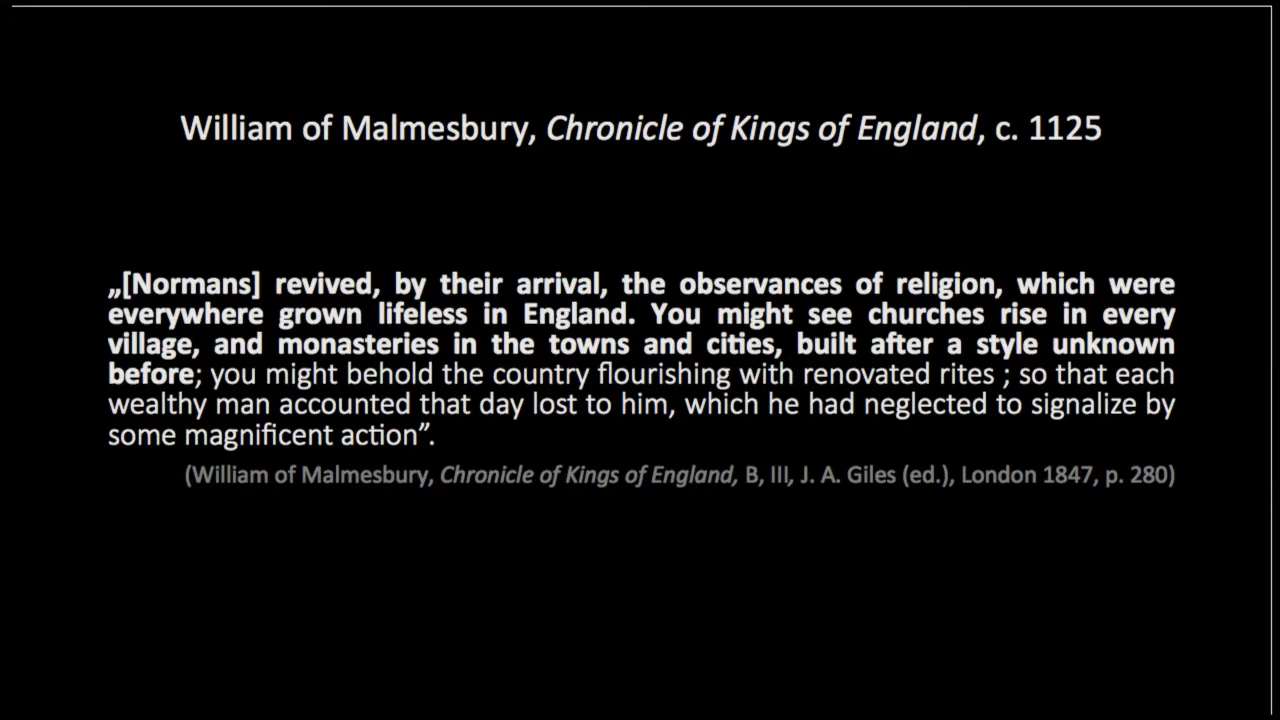 William of Malmesbury, Chronicle of Kings of England, c. 1125
„[Normans] revived, by their arrival, the observances of religion, which were
everywhere grown lifeless in England. You might see churches rise in every
village, and monasteries in the towns and cities, built after a style unknown
before; you might behold the country flourishing with renovated rites ; so that each
wealthy man accounted that day lost to him, which he had neglected to signalize by
some magnificent action”.
(William of Malmesbury, Chronicle of Kings of England, B, III, J. A. Giles (ed.), London 1847, p. 280)